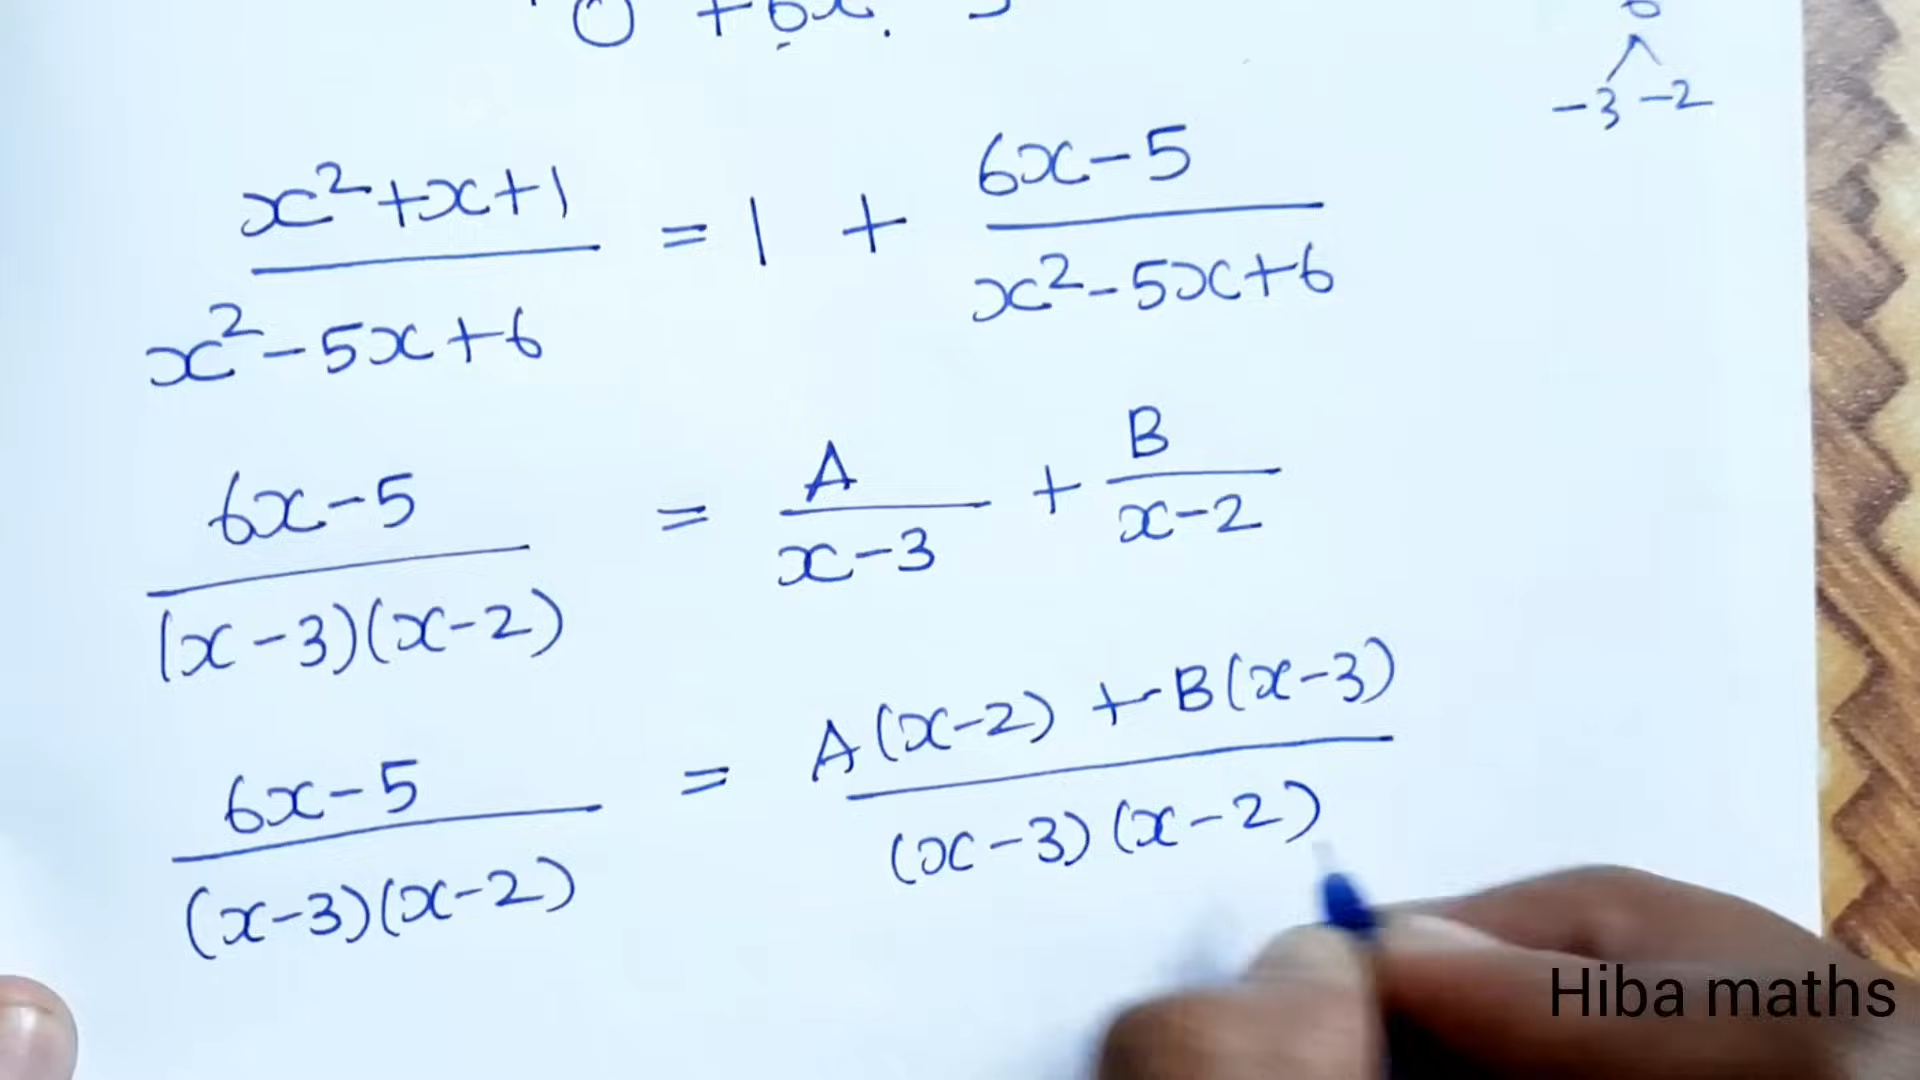 -3 -2
x²+x+1 / x²-5x+6 = 1 + 6x-5 / x²-5x+6
6x-5 / (x-3)(x-2) = A / x-3 + B / x-2
6x-5 / (x-3)(x-2) = A(x-2) + B(x-3) / (x-3)(x-2)
Hiba maths